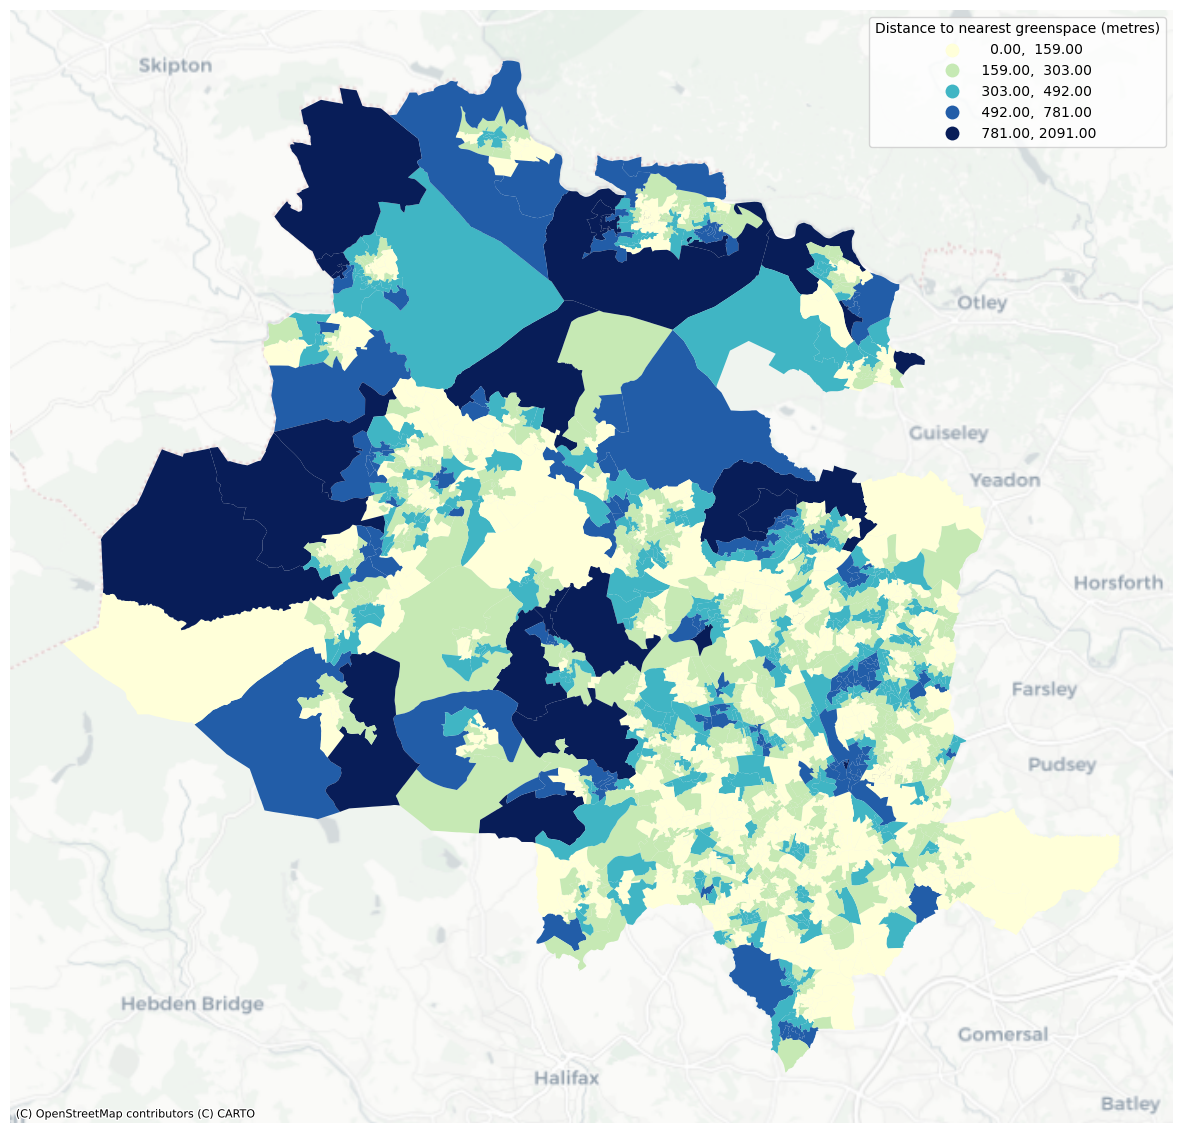 Distance to nearest greenspace (metres)
0.00, 159.00
159.00, 303.00
303.00, 492.00
492.00, 781.00
781.00, 2091.00
Skipton
Otley
Guiseley
Yeadon
Horsforth
Farsley
Pudsey
Hebden Bridge
Gomersal
Halifax
Batley
(C) OpenStreetMap contributors (C) CARTO